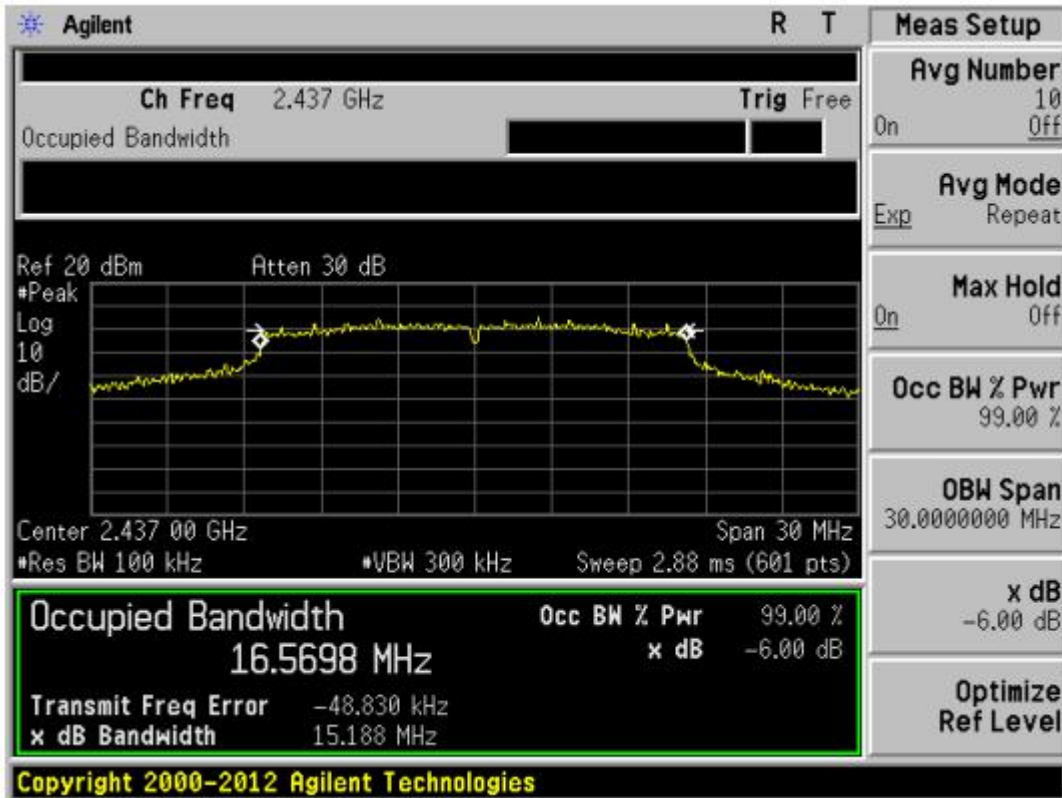 Agilent R T
Ch Freq 2.437 GHz Trig Free
Occupied Bandwidth
Ref 20 dBm Atten 30 dB
#Peak
Log
10
dB/
Center 2.437 00 GHz Span 30 MHz
#Res BW 100 kHz #VBW 300 kHz Sweep 2.88 ms (601 pts)
Occupied Bandwidth Occ BW % Pwr 99.00 %
16.5698 MHz x dB -6.00 dB
Transmit Freq Error -48.830 kHz
x dB Bandwidth 15.188 MHz
Copyright 2000-2012 Agilent Technologies
Meas Setup
Avg Number
10
On Off
Avg Mode
Exp Repeat
Max Hold
On Off
Occ BW % Pwr
99.00 %
OBW Span
30.0000000 MHz
x dB
-6.00 dB
Optimize
Ref Level